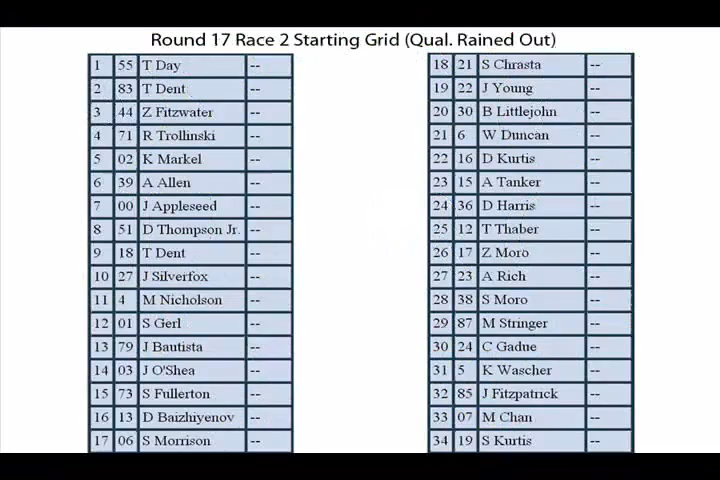 Round 17 Race 2 Starting Grid (Qual. Rained Out)
1 55 T Day --
2 83 T Dent --
3 44 Z Fitzwater --
4 71 R Trollinski --
5 02 K Markel --
6 39 A Allen --
7 00 J Appleseed --
8 51 D Thompson Jr. --
9 18 T Dent --
10 27 J Silverfox --
11 4 M Nicholson --
12 01 S Gerl --
13 79 J Bautista --
14 03 J O'Shea --
15 73 S Fullerton --
16 13 D Baizhiyenov --
17 06 S Morrison --
18 21 S Chrasta --
19 22 J Young --
20 30 B Littlejohn --
21 6 W Duncan --
22 16 D Kurtis --
23 15 A Tanker --
24 36 D Harris --
25 12 T Thaber --
26 17 Z Moro --
27 23 A Rich --
28 38 S Moro --
29 87 M Stringer --
30 24 C Gadue --
31 5 K Wascher --
32 85 J Fitzpatrick --
33 07 M Chan --
34 19 S Kurtis --